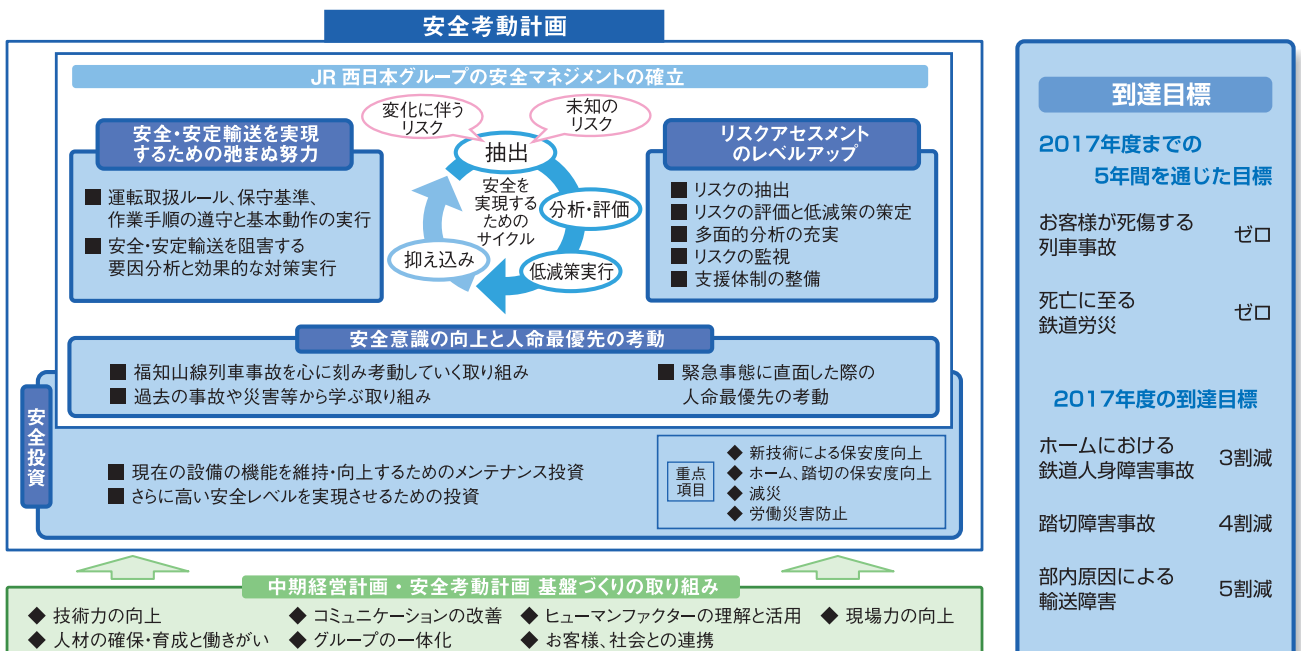 安全考動計画
JR 西日本グループの安全マネジメントの確立
変化に伴う
リスク
未知の
リスク
安全・安定輸送を実現
するための弛まぬ努力
■ 運転取扱ルール、保守基準、
作業手順の遵守と基本動作の実行
■ 安全・安定輸送を阻害する
要因分析と効果的な対策実行
抽出
安全を
実現する
ための
サイクル
分析・評価
低減策実行
抑え込み
リスクアセスメント
のレベルアップ
■ リスクの抽出
■ リスクの評価と低減策の策定
■ 多面的分析の充実
■ リスクの監視
■ 支援体制の整備
安全意識の向上と人命最優先の考動
■ 福知山線列車事故を心に刻み考動していく取り組み
■ 過去の事故や災害等から学ぶ取り組み
■ 緊急事態に直面した際の
人命最優先の考動
安全投資
■ 現在の設備の機能を維持・向上するためのメンテナンス投資
■ さらに高い安全レベルを実現させるための投資
重点
項目
◆ 新技術による保安度向上
◆ ホーム、踏切の保安度向上
◆ 減災
◆ 労働災害防止
中期経営計画・安全考動計画 基盤づくりの取り組み
◆ 技術力の向上 ◆ コミュニケーションの改善 ◆ ヒューマンファクターの理解と活用 ◆ 現場力の向上
◆ 人材の確保・育成と働きがい ◆ グループの一体化 ◆ お客様、社会との連携
到達目標
2017年度までの
5年間を通じた目標
お客様が死傷する
列車事故 ゼロ
死亡に至る
鉄道労災 ゼロ
2017年度の到達目標
ホームにおける
鉄道人身障害事故 3割減
踏切障害事故 4割減
部内原因による
輸送障害 5割減